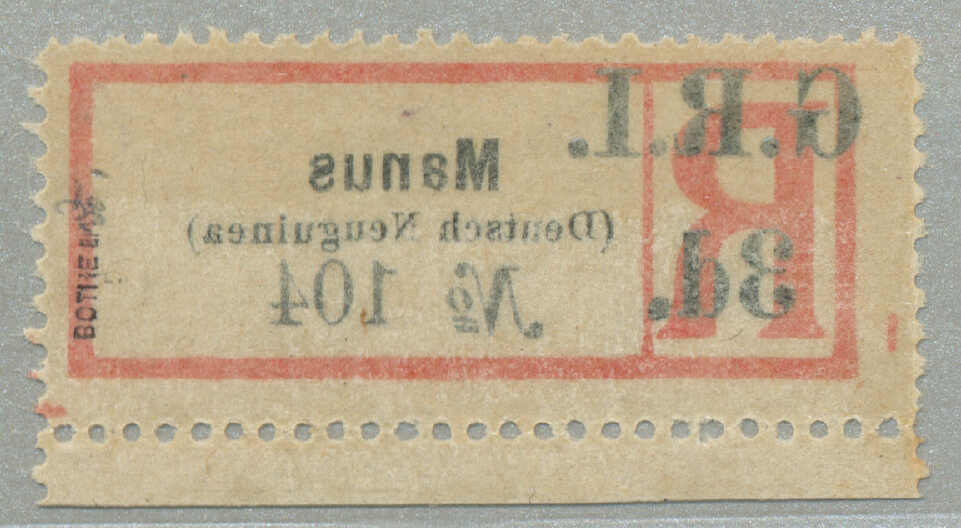 G.R.I.
R
3d.
Manus
(Deutsch Neuguinea)
№ 104